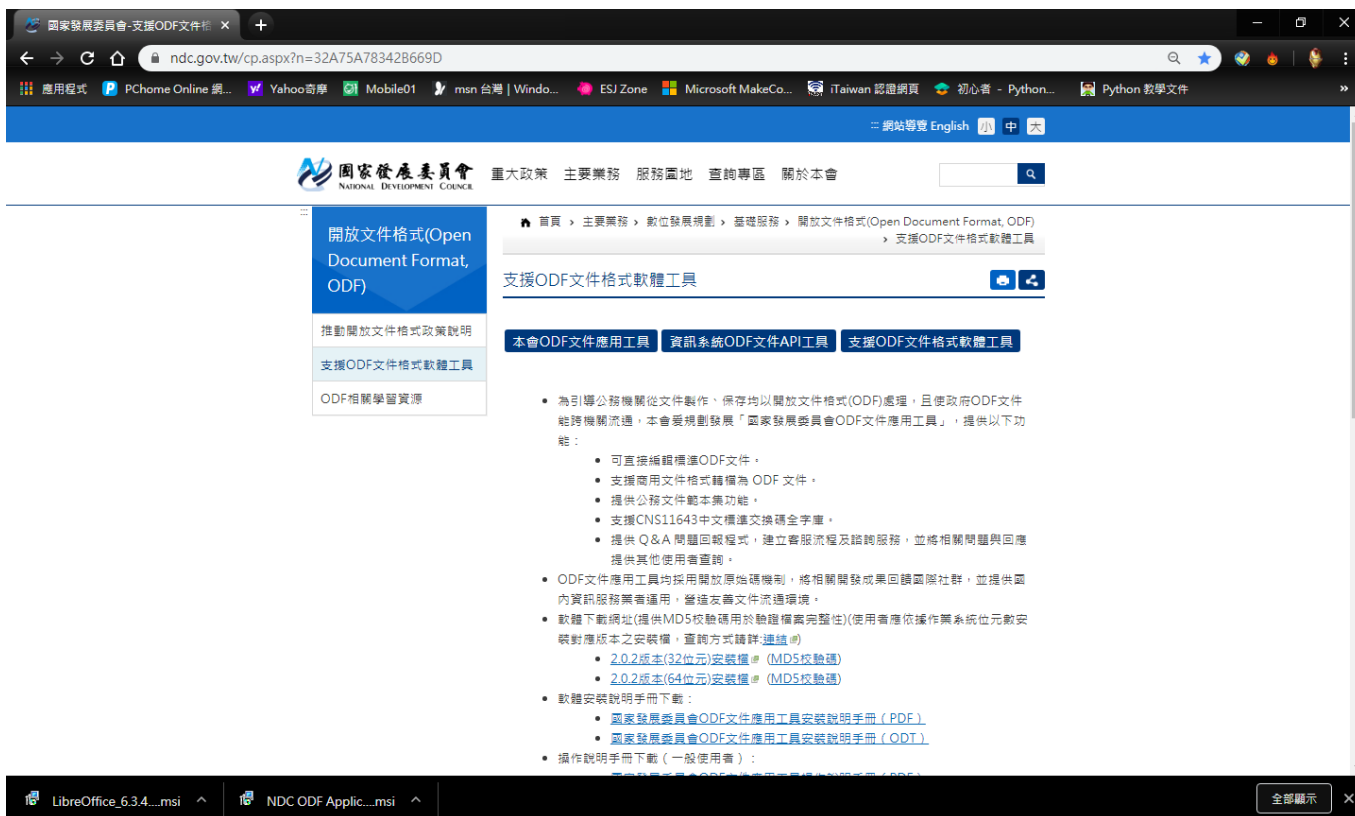 國家發展委員會-支援ODF文件格
ndc.gov.tw/cp.aspx?n=32A75A78342B669D
應用程式 PChome Online 網... Yahoo奇摩 Mobile01 msn 台灣 | Windo... ESJ Zone Microsoft MakeCo... iTaiwan 認證網頁 初心者 - Python... Python 教學文件 »
::: 網站導覽 English 小 中 大
國家發展委員會 重大政策 主要業務 服務園地 查詢專區 關於本會
NATIONAL DEVELOPMENT COUNCIL
:::
開放文件格式(Open
Document Format,
ODF)
推動開放文件格式政策說明
支援ODF文件格式軟體工具
ODF相關學習資源
首頁 › 主要業務 › 數位發展規劃 › 基礎服務 › 開放文件格式(Open Document Format, ODF)
› 支援ODF文件格式軟體工具
支援ODF文件格式軟體工具
本會ODF文件應用工具 資訊系統ODF文件API工具 支援ODF文件格式軟體工具
• 為引導公務機關從文件製作、保存均以開放文件格式(ODF)處理，且使政府ODF文件
能跨機關流通，本會爰規劃發展「國家發展委員會ODF文件應用工具」，提供以下功
能：
• 可直接編輯標準ODF文件。
• 支援商用文件格式轉檔為 ODF 文件。
• 提供公務文件範本集功能。
• 支援CNS11643中文標準交換碼全字庫。
• 提供 Q&A 問題回報程式，建立客服流程及諮詢服務，並將相關問題與回應
提供其他使用者查詢。
• ODF文件應用工具均採用開放原始碼機制，將相關開發成果回饋國際社群，並提供國
內資訊服務業者運用，營造友善文件流通環境。
• 軟體下載網址(提供MD5校驗碼用於驗證檔案完整性)(使用者應依據作業系統位元數安
裝對應版本之安裝檔，查詢方式請詳:連結)
• 2.0.2版本(32位元)安裝檔 (MD5校驗碼)
• 2.0.2版本(64位元)安裝檔 (MD5校驗碼)
• 軟體安裝說明手冊下載：
• 國家發展委員會ODF文件應用工具安裝說明手冊（PDF）
• 國家發展委員會ODF文件應用工具安裝說明手冊（ODT）
• 操作說明手冊下載（一般使用者）：
LibreOffice_6.3.4....msi NDC ODF Applic....msi 全部顯示